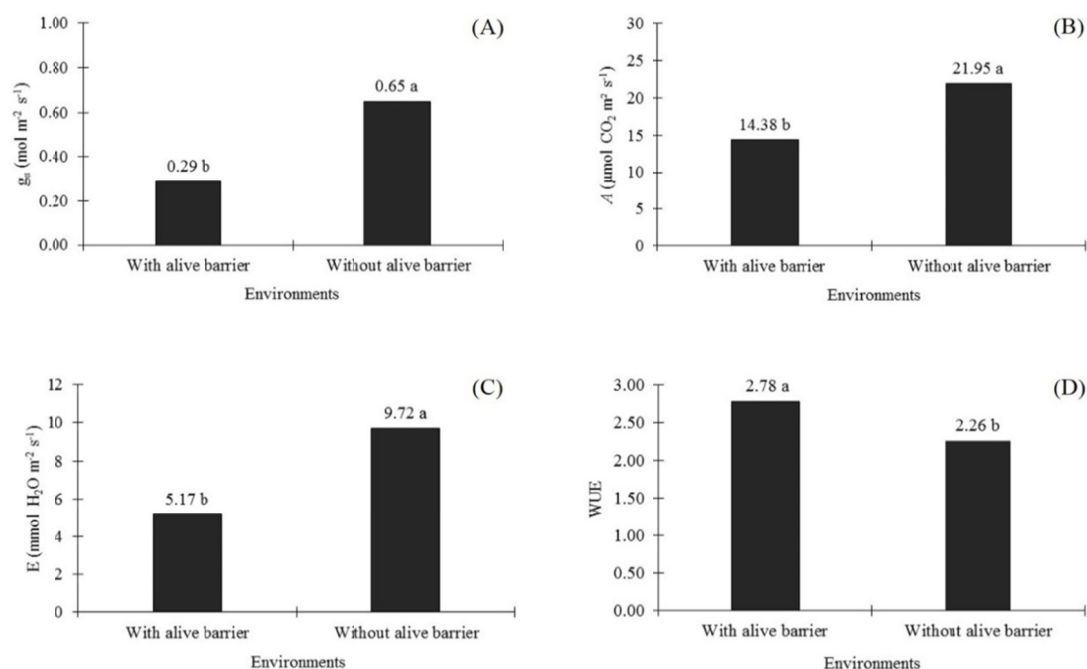 (A)
1.00
0.80
0.60
0.40
0.20
0.00
gs (mol m-2 s-1)
0.29 b
0.65 a
With alive barrier
Without alive barrier
Environments
(B)
30
25
20
15
10
5
0
A (µmol CO2 m-2 s-1)
14.38 b
21.95 a
With alive barrier
Without alive barrier
Environments
(C)
12
10
8
6
4
2
0
E (mmol H2O m-2 s-1)
5.17 b
9.72 a
With alive barrier
Without alive barrier
Environments
(D)
3.00
2.50
2.00
1.50
1.00
0.50
0.00
WUE
2.78 a
2.26 b
With alive barrier
Without alive barrier
Environments